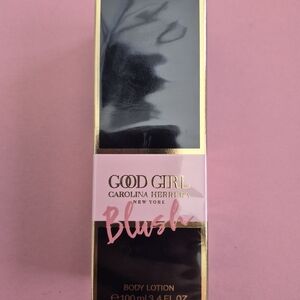 GOOD GIRL
CAROLINA HERRERA
NEW YORK
Blush
BODY LOTION
℮ 100 ml 3.4 FL. OZ